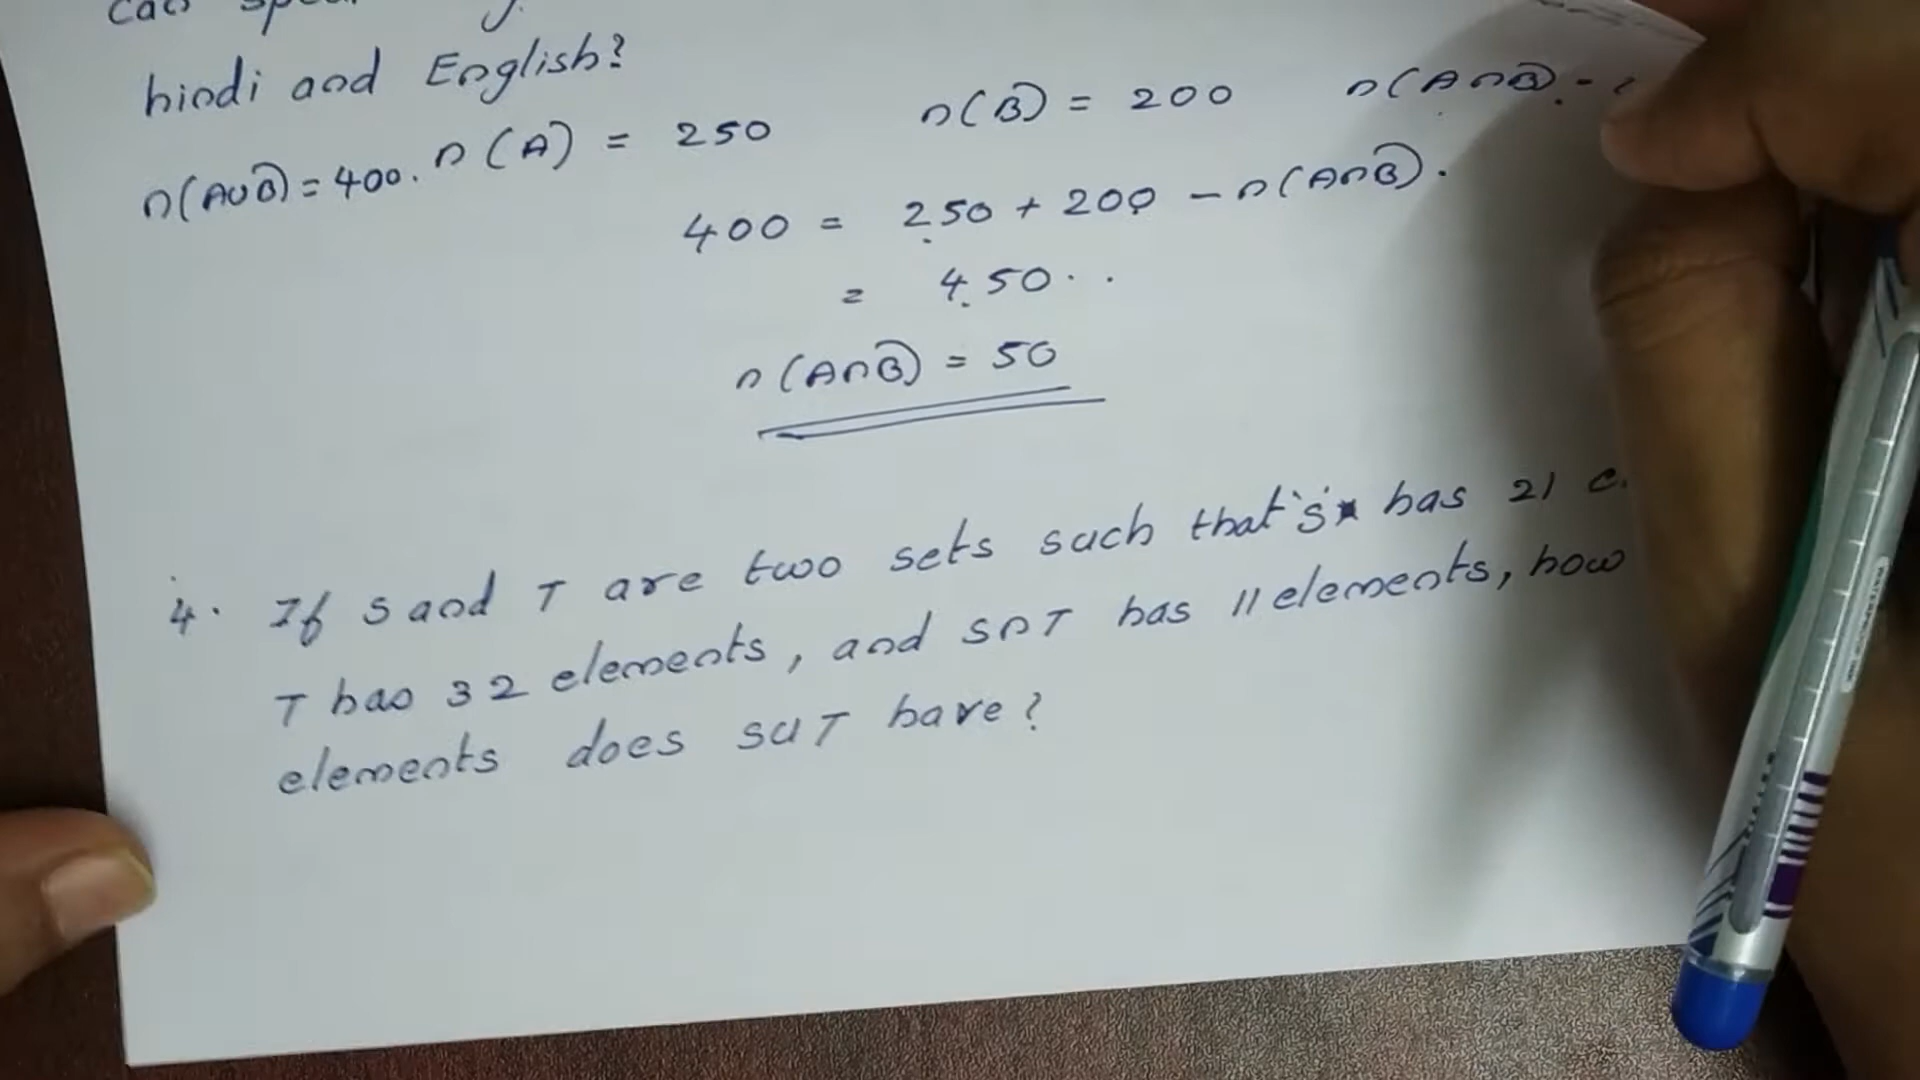 hindi and English?
n(A∪B) = 400. n(A) = 250 n(B) = 200 n(A∩B) -
400 = 250 + 200 - n(A∩B).
= 450..
n(A∩B) = 50
4. If S and T are two sets such that 'S' has 21
T has 32 elements, and S∩T has 11 elements, how
elements does S∪T have?